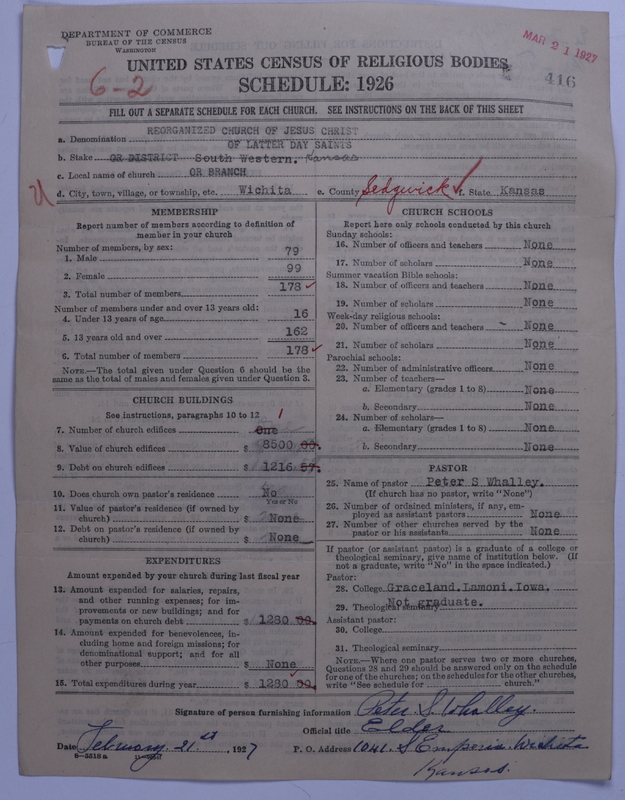 DEPARTMENT OF COMMERCE
BUREAU OF THE CENSUS
WASHINGTON
MAR 21 1927
UNITED STATES CENSUS OF RELIGIOUS BODIES
416
6-2
SCHEDULE: 1926
FILL OUT A SEPARATE SCHEDULE FOR EACH CHURCH. SEE INSTRUCTIONS ON THE BACK OF THIS SHEET
REORGANIZED CHURCH OF JESUS CHRIST
a. Denomination
OF LATTER DAY SAINTS
b. Stake OR DISTRICT South Western. Kansas
c. Local name of church OR BRANCH
d. City, town, village, or township, etc. Wichita e. County Sedgwick f. State Kansas
MEMBERSHIP
Report number of members according to definition of
member in your church
Number of members, by sex:
1. Male 79
2. Female 99
3. Total number of members 178
Number of members under and over 13 years old:
4. Under 13 years of age 16
5. 13 years old and over 162
6. Total number of members 178
NOTE.—The total given under Question 6 should be the
same as the total of males and females given under Question 3.
CHURCH BUILDINGS
See instructions, paragraphs 10 to 12
7. Number of church edifices One 1
8. Value of church edifices $ 8500 00.
9. Debt on church edifices $ 1216 57.
10. Does church own pastor's residence No
Yes or No
11. Value of pastor's residence (if owned by
church) $ None
12. Debt on pastor's residence (if owned by
church) $ None
EXPENDITURES
Amount expended by your church during last fiscal year
13. Amount expended for salaries, repairs,
and other running expenses; for im-
provements or new buildings; and for
payments on church debt $ 1280 00.
14. Amount expended for benevolences, in-
cluding home and foreign missions; for
denominational support; and for all
other purposes $ None
15. Total expenditures during year $ 1280 00.
CHURCH SCHOOLS
Report here only schools conducted by this church
Sunday schools:
16. Number of officers and teachers None
17. Number of scholars None
Summer vacation Bible schools:
18. Number of officers and teachers None
19. Number of scholars None
Week-day religious schools:
20. Number of officers and teachers None
21. Number of scholars None
Parochial schools:
22. Number of administrative officers None
23. Number of teachers—
a. Elementary (grades 1 to 8) None
b. Secondary None
24. Number of scholars—
a. Elementary (grades 1 to 8) None
b. Secondary None
PASTOR
25. Name of pastor Peter S Whalley.
(If church has no pastor, write "None")
26. Number of ordained ministers, if any, em-
ployed as assistant pastors None
27. Number of other churches served by the
pastor or his assistants None
If pastor (or assistant pastor) is a graduate of a college or
theological seminary, give name of institution below. (If
not a graduate, write "No" in the space indicated.)
Pastor:
28. College Graceland.Lamoni.Iowa.
29. Theological seminary Not graduate.
Assistant pastor:
30. College
31. Theological seminary
NOTE.—Where one pastor serves two or more churches,
Questions 28 and 29 should be answered only on the schedule
for one of the churches; on the schedules for the other churches,
write "See schedule for church."
Signature of person furnishing information Peter S Whalley.
Official title Elder
Date February 21st, 1927 P. O. Address 1041. S Emporia Wichita
Kansas.